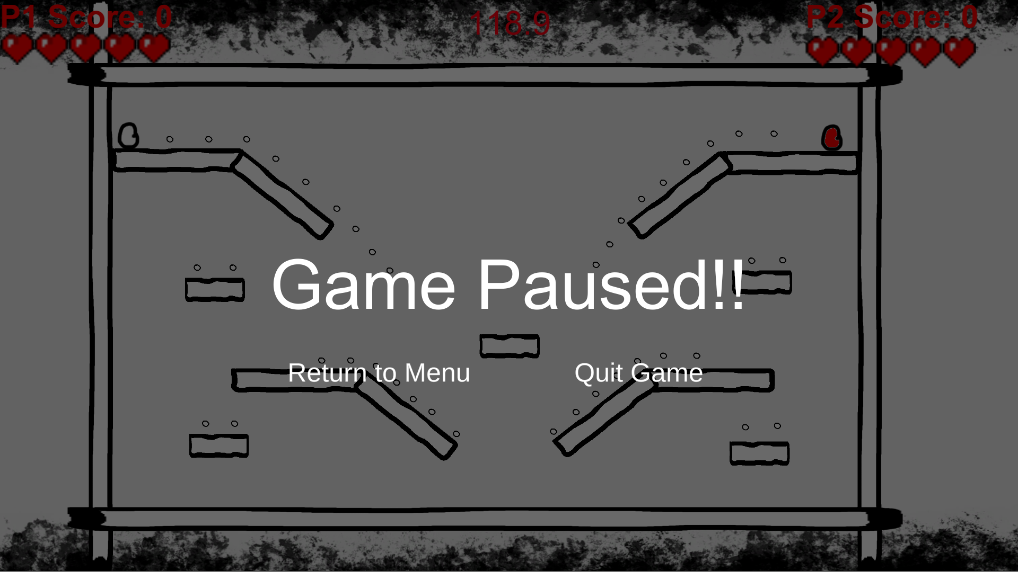 P1 Score: 0
118.9
P2 Score: 0
Game Paused!!
Return to Menu
Quit Game